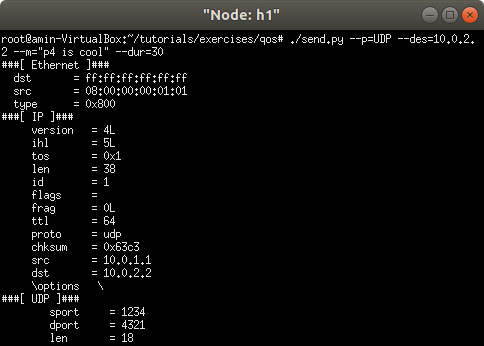 "Node: h1"
root@amin-VirtualBox:~/tutorials/exercises/qos# ./send.py --p=UDP --des=10.0.2.
2 --m="p4 is cool" --dur=30
###[ Ethernet ]###
  dst       = ff:ff:ff:ff:ff:ff
  src       = 08:00:00:00:01:01
  type      = 0x800
###[ IP ]###
     version   = 4L
     ihl       = 5L
     tos       = 0x1
     len       = 38
     id        = 1
     flags     =
     frag      = 0L
     ttl       = 64
     proto     = udp
     chksum    = 0x63c3
     src       = 10.0.1.1
     dst       = 10.0.2.2
     \options   \
###[ UDP ]###
        sport     = 1234
        dport     = 4321
        len       = 18